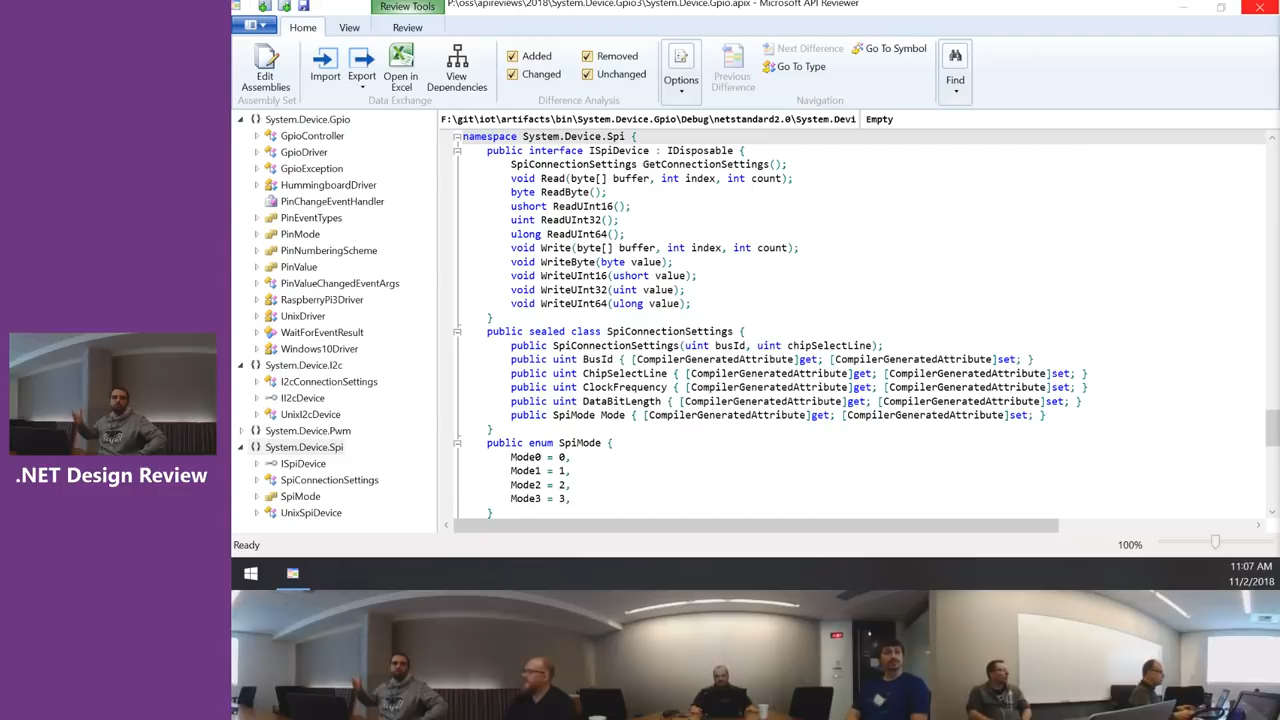 Review Tools
P:\oss\apireviews\2018\System.Device.Gpio3\System.Device.Gpio.apix - Microsoft API Reviewer
Home View Review
Edit Assemblies
Import
Export
Open in Excel
View Dependencies
Added
Removed
Changed
Unchanged
Options
Previous Difference
Next Difference
Go To Symbol
Go To Type
Find
Assembly Set
Data Exchange
Difference Analysis
Navigation
System.Device.Gpio
GpioController
GpioDriver
GpioException
HummingboardDriver
PinChangeEventHandler
PinEventTypes
PinMode
PinNumberingScheme
PinValue
PinValueChangedEventArgs
RaspberryPi3Driver
UnixDriver
WaitForEventResult
Windows10Driver
System.Device.I2c
I2cConnectionSettings
II2cDevice
UnixI2cDevice
System.Device.Pwm
System.Device.Spi
ISpiDevice
SpiConnectionSettings
SpiMode
UnixSpiDevice
F:\git\iot\artifacts\bin\System.Device.Gpio\Debug\netstandard2.0\System.Devi
Empty
namespace System.Device.Spi {
public interface ISpiDevice : IDisposable {
SpiConnectionSettings GetConnectionSettings();
void Read(byte[] buffer, int index, int count);
byte ReadByte();
ushort ReadUInt16();
uint ReadUInt32();
ulong ReadUInt64();
void Write(byte[] buffer, int index, int count);
void WriteByte(byte value);
void WriteUInt16(ushort value);
void WriteUInt32(uint value);
void WriteUInt64(ulong value);
}
public sealed class SpiConnectionSettings {
public SpiConnectionSettings(uint busId, uint chipSelectLine);
public uint BusId { [CompilerGeneratedAttribute]get; [CompilerGeneratedAttribute]set; }
public uint ChipSelectLine { [CompilerGeneratedAttribute]get; [CompilerGeneratedAttribute]set; }
public uint ClockFrequency { [CompilerGeneratedAttribute]get; [CompilerGeneratedAttribute]set; }
public uint DataBitLength { [CompilerGeneratedAttribute]get; [CompilerGeneratedAttribute]set; }
public SpiMode Mode { [CompilerGeneratedAttribute]get; [CompilerGeneratedAttribute]set; }
}
public enum SpiMode {
Mode0 = 0,
Mode1 = 1,
Mode2 = 2,
Mode3 = 3,
}
Ready
100%
11:07 AM
11/2/2018
.NET Design Review